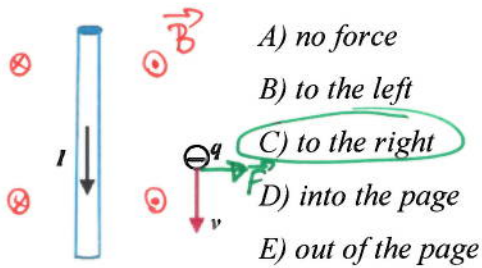 B
A) no force
B) to the left
I
q
C) to the right
F
D) into the page
v
E) out of the page